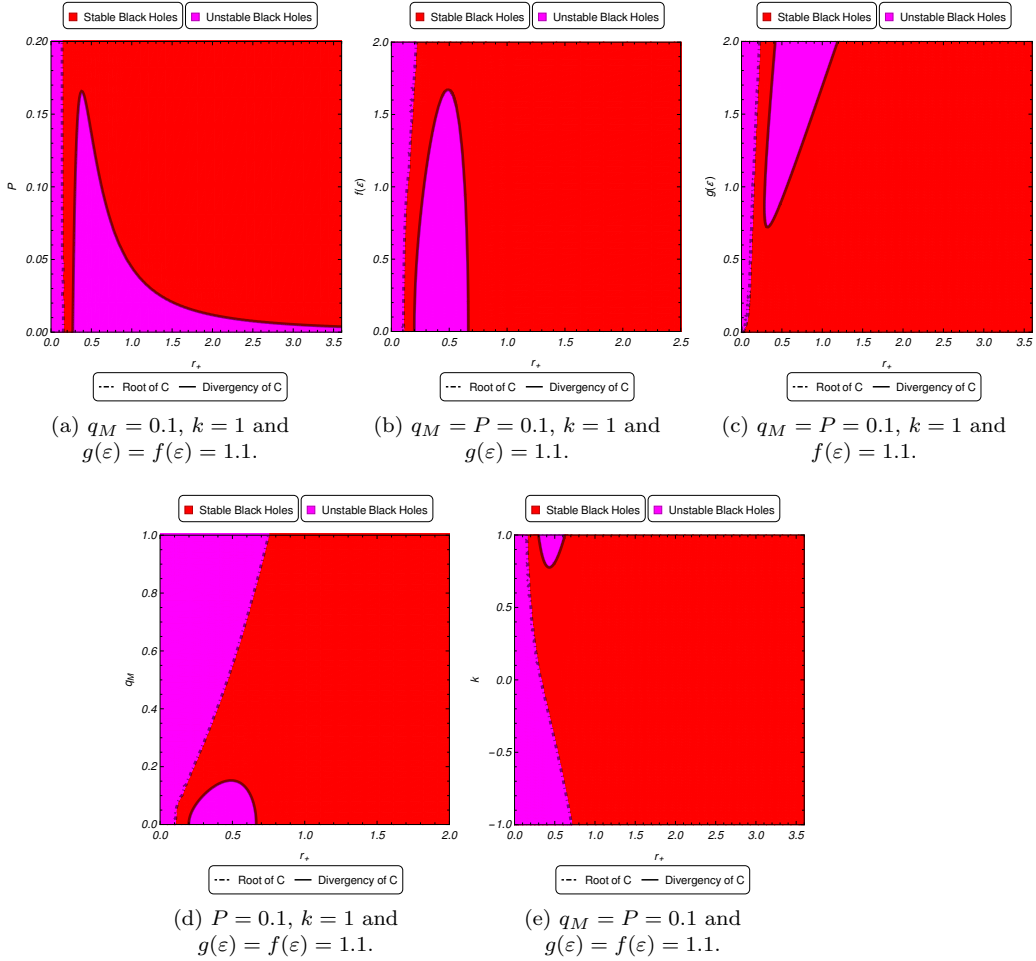 Stable Black Holes Unstable Black Holes
P
0.20
0.15
0.10
0.05
0.00
0.0 0.5 1.0 1.5 2.0 2.5 3.0 3.5
r+
Root of C Divergency of C
(a) q_M = 0.1, k = 1 and
g(ε) = f(ε) = 1.1.
Stable Black Holes Unstable Black Holes
f(ε)
2.0
1.5
1.0
0.5
0.0
0.0 0.5 1.0 1.5 2.0 2.5
r+
Root of C Divergency of C
(b) q_M = P = 0.1, k = 1 and
g(ε) = 1.1.
Stable Black Holes Unstable Black Holes
g(ε)
2.0
1.5
1.0
0.5
0.0
0.0 0.5 1.0 1.5 2.0 2.5 3.0 3.5
r+
Root of C Divergency of C
(c) q_M = P = 0.1, k = 1 and
f(ε) = 1.1.
Stable Black Holes Unstable Black Holes
q_M
1.0
0.8
0.6
0.4
0.2
0.0
0.0 0.5 1.0 1.5 2.0
r+
Root of C Divergency of C
(d) P = 0.1, k = 1 and
g(ε) = f(ε) = 1.1.
Stable Black Holes Unstable Black Holes
k
1.0
0.5
0.0
-0.5
-1.0
0.0 0.5 1.0 1.5 2.0 2.5 3.0 3.5
r+
Root of C Divergency of C
(e) q_M = P = 0.1 and
g(ε) = f(ε) = 1.1.